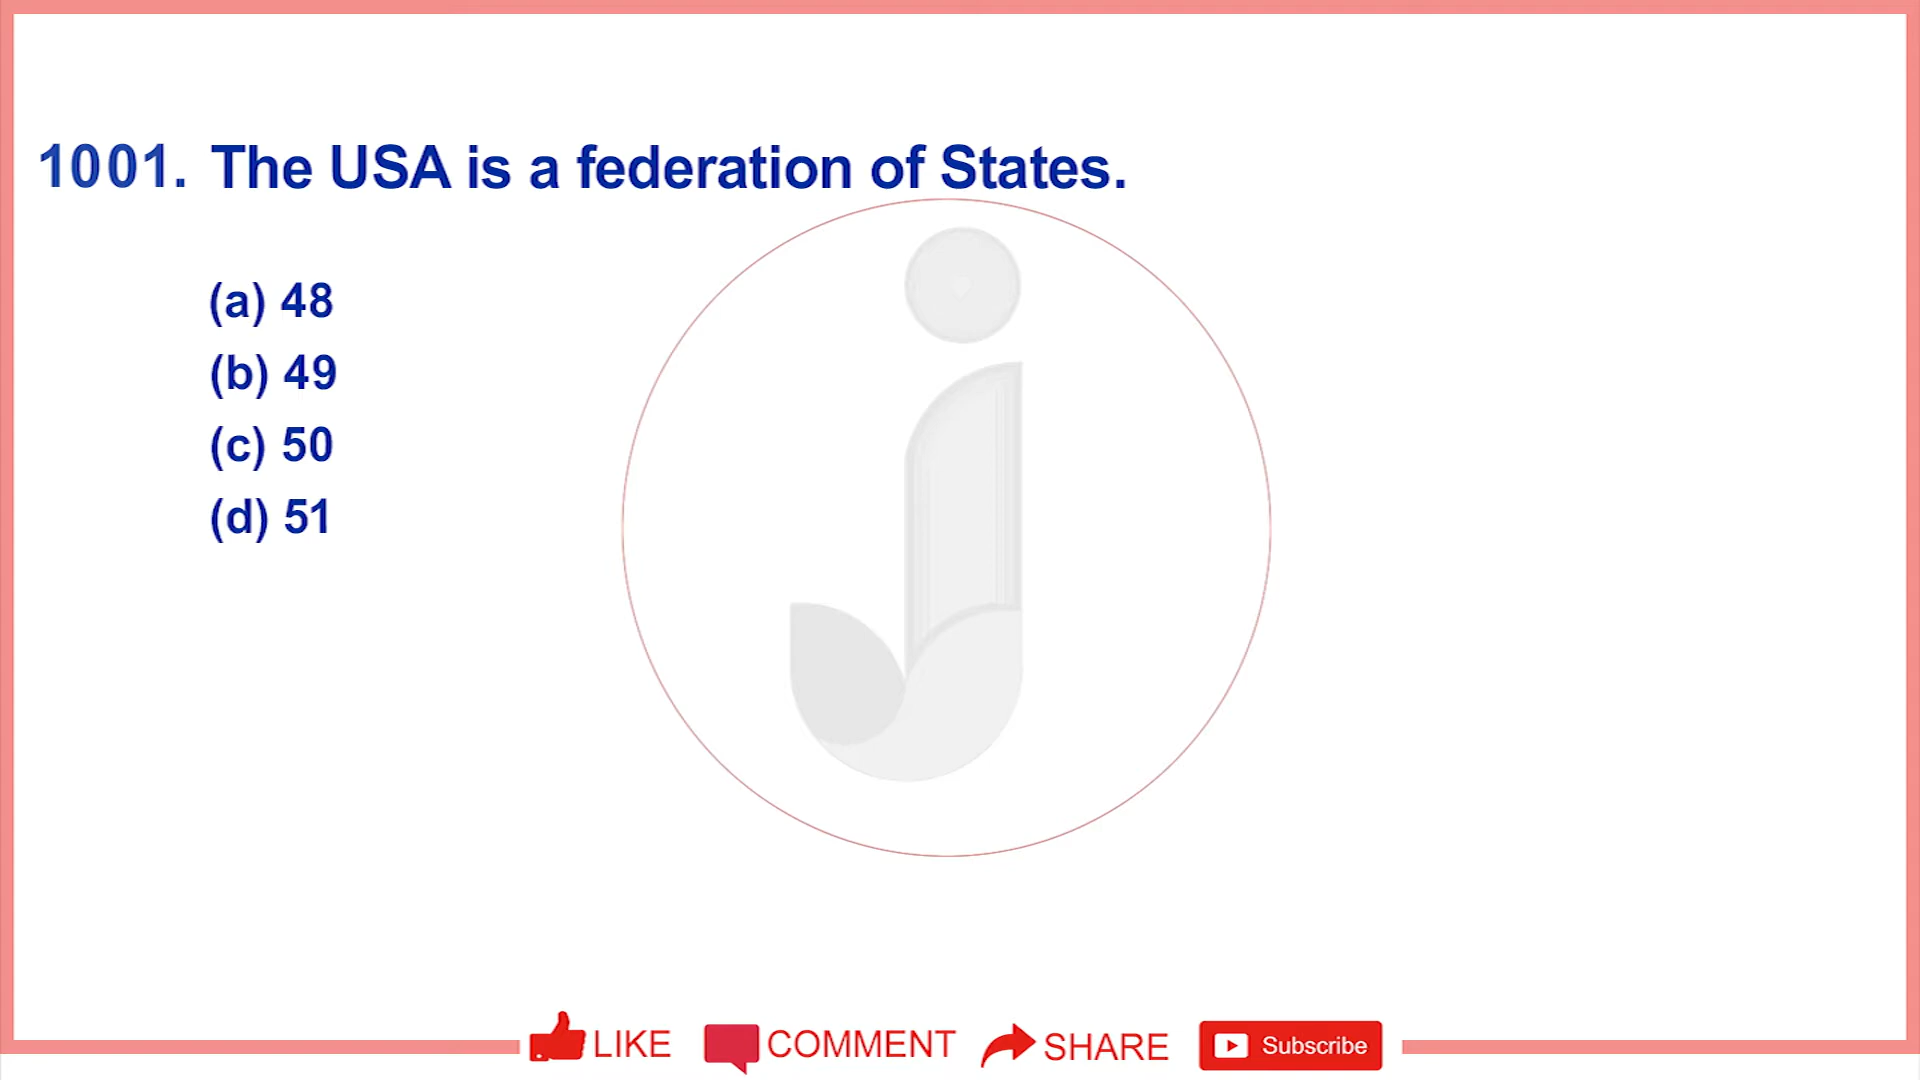 1001. The USA is a federation of States.
(a) 48
(b) 49
(c) 50
(d) 51
LIKE COMMENT SHARE Subscribe